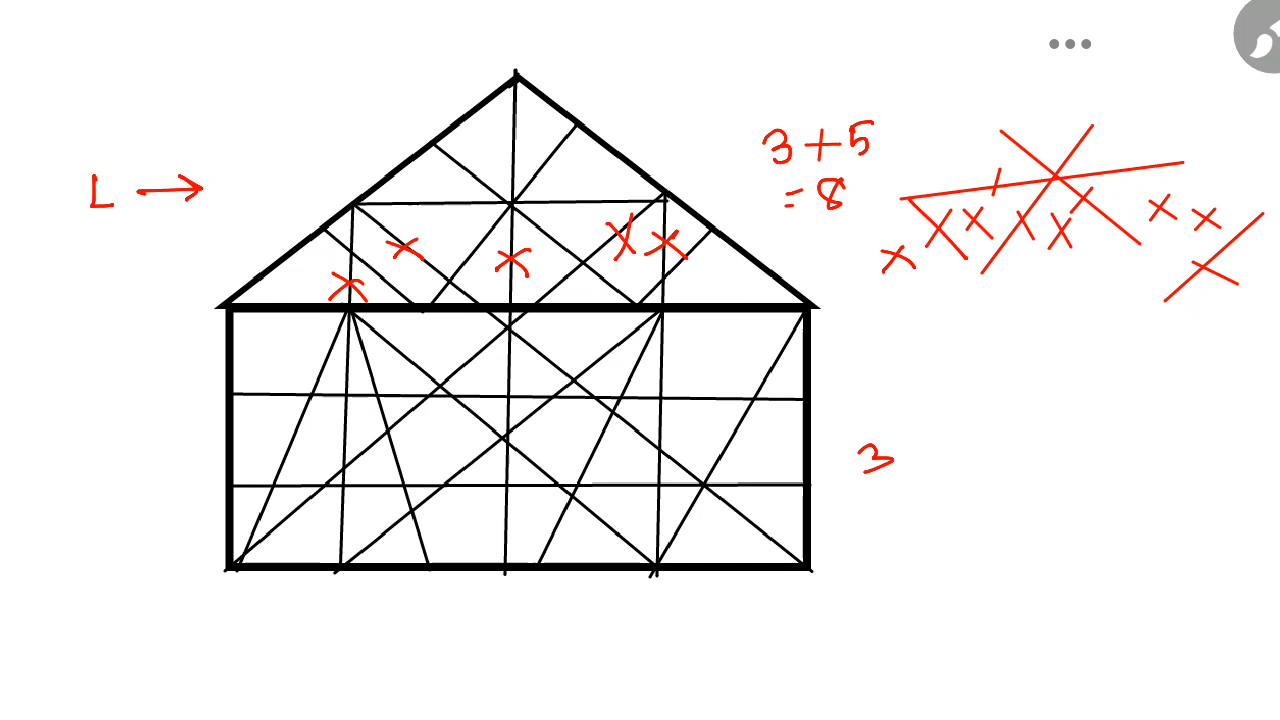 L →
3 + 5
= 8
3